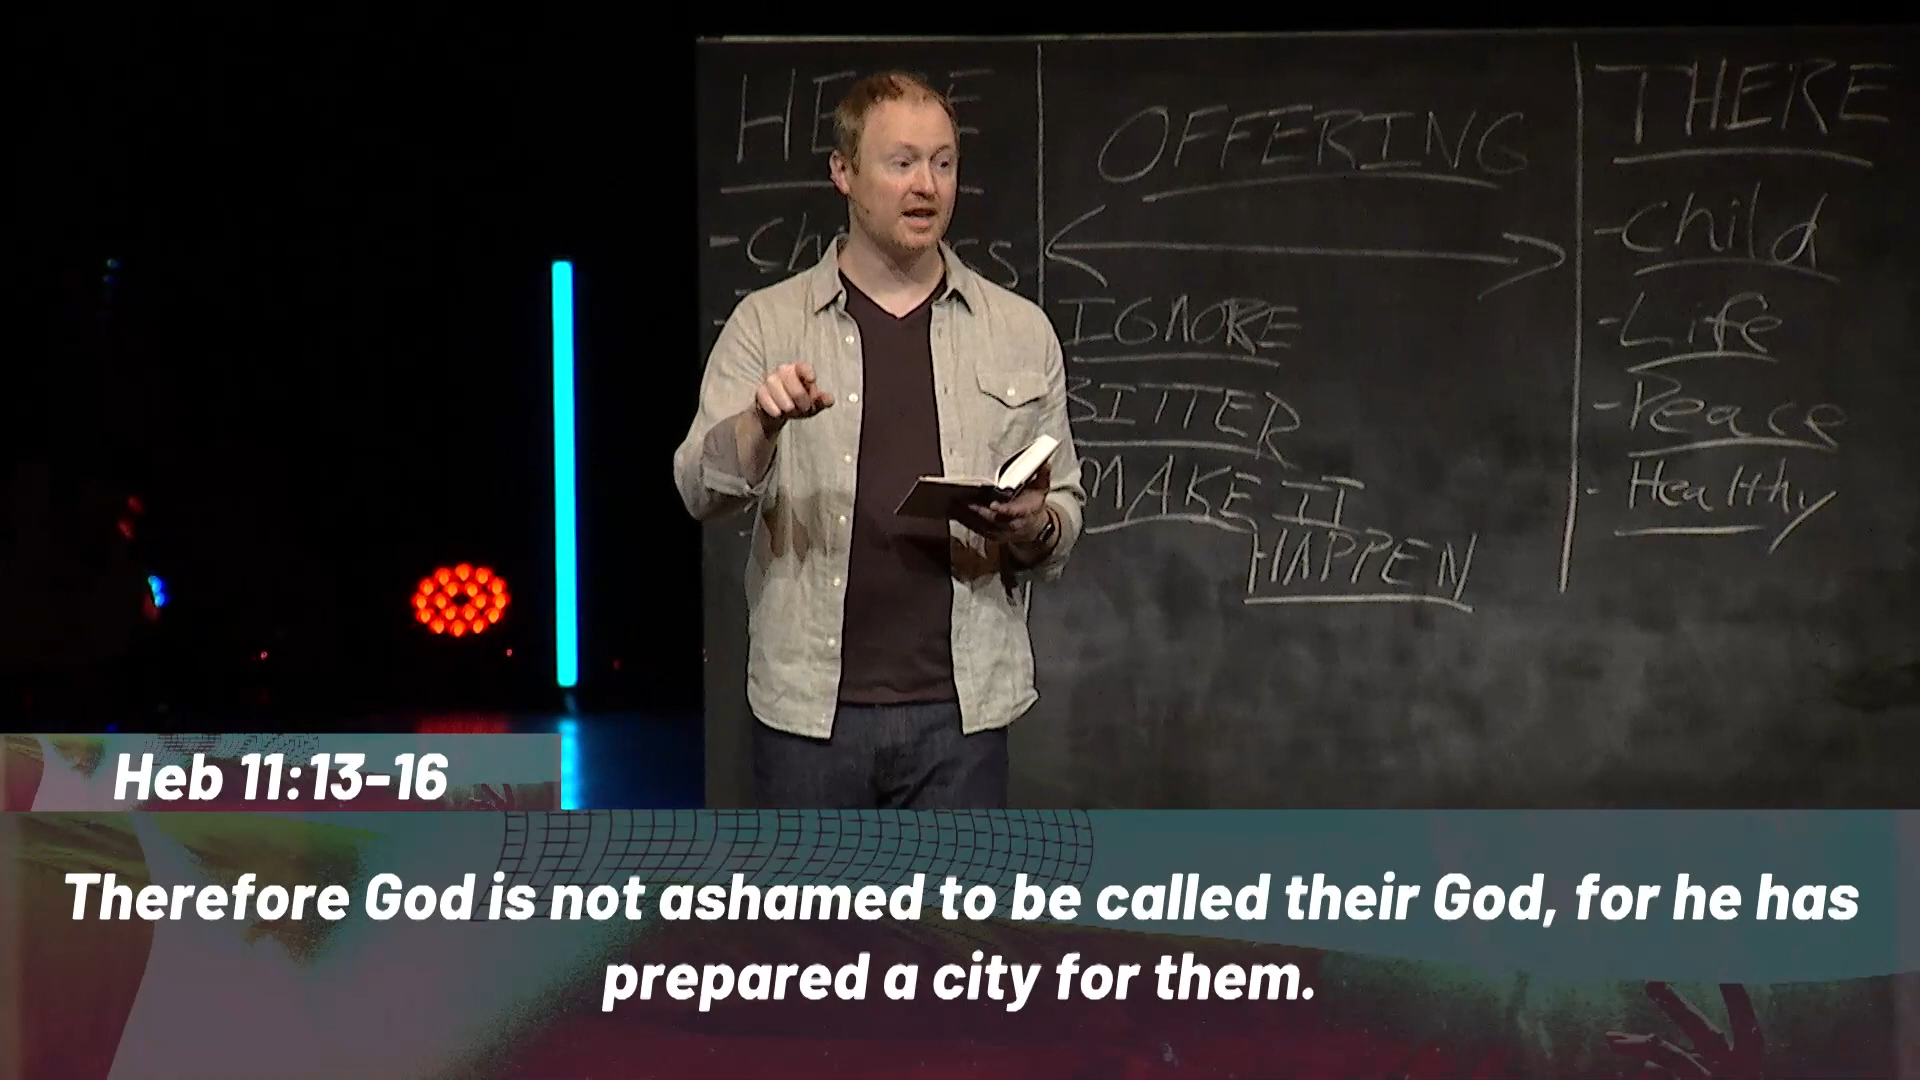 THERE
OFFERING
- Child
IGNORE
- Life
BITTER
- Peace
MAKE IT
- Healthy
HAPPEN
Heb 11:13-16
Therefore God is not ashamed to be called their God, for he has
prepared a city for them.